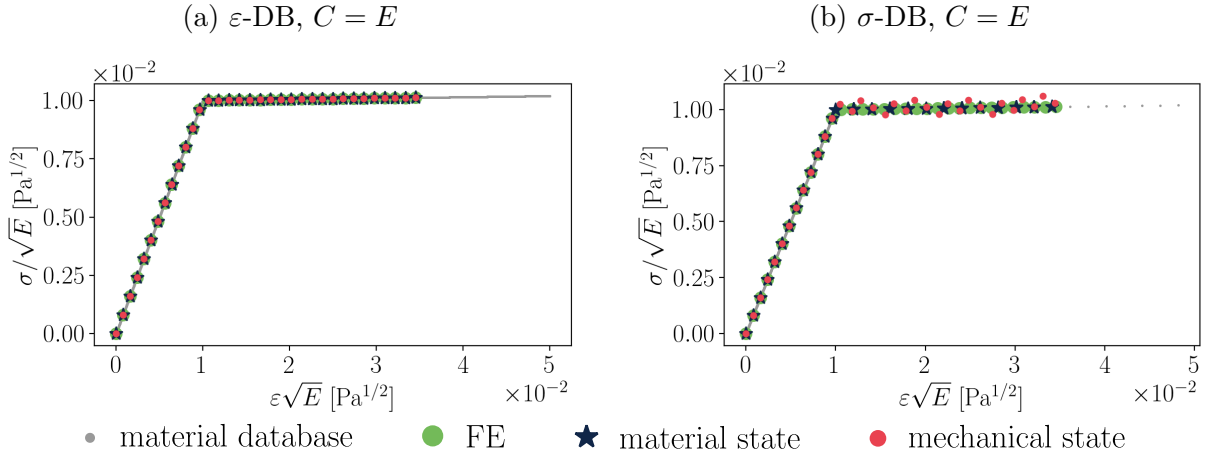 (a) ε-DB, C = E
(b) σ-DB, C = E
×10⁻²
1.00
0.75
0.50
0.25
0.00
σ/√E [Pa^{1/2}]
0 1 2 3 4 5
ε√E [Pa^{1/2}]
×10⁻²
×10⁻²
1.00
0.75
0.50
0.25
0.00
σ/√E [Pa^{1/2}]
0 1 2 3 4 5
ε√E [Pa^{1/2}]
×10⁻²
material database FE material state mechanical state